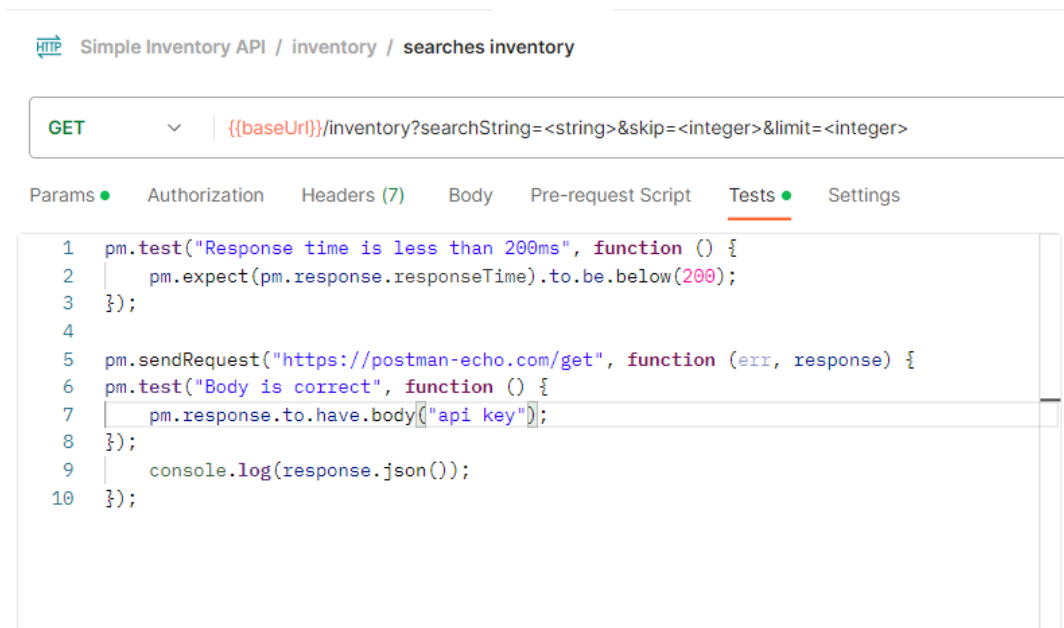 HTTP Simple Inventory API / inventory / searches inventory
GET {{baseUrl}}/inventory?searchString=<string>&skip=<integer>&limit=<integer>
Params Authorization Headers (7) Body Pre-request Script Tests Settings
1 pm.test("Response time is less than 200ms", function () {
2 pm.expect(pm.response.responseTime).to.be.below(200);
3 });
4
5 pm.sendRequest("https://postman-echo.com/get", function (err, response) {
6 pm.test("Body is correct", function () {
7 pm.response.to.have.body("api key");
8 });
9 console.log(response.json());
10 });